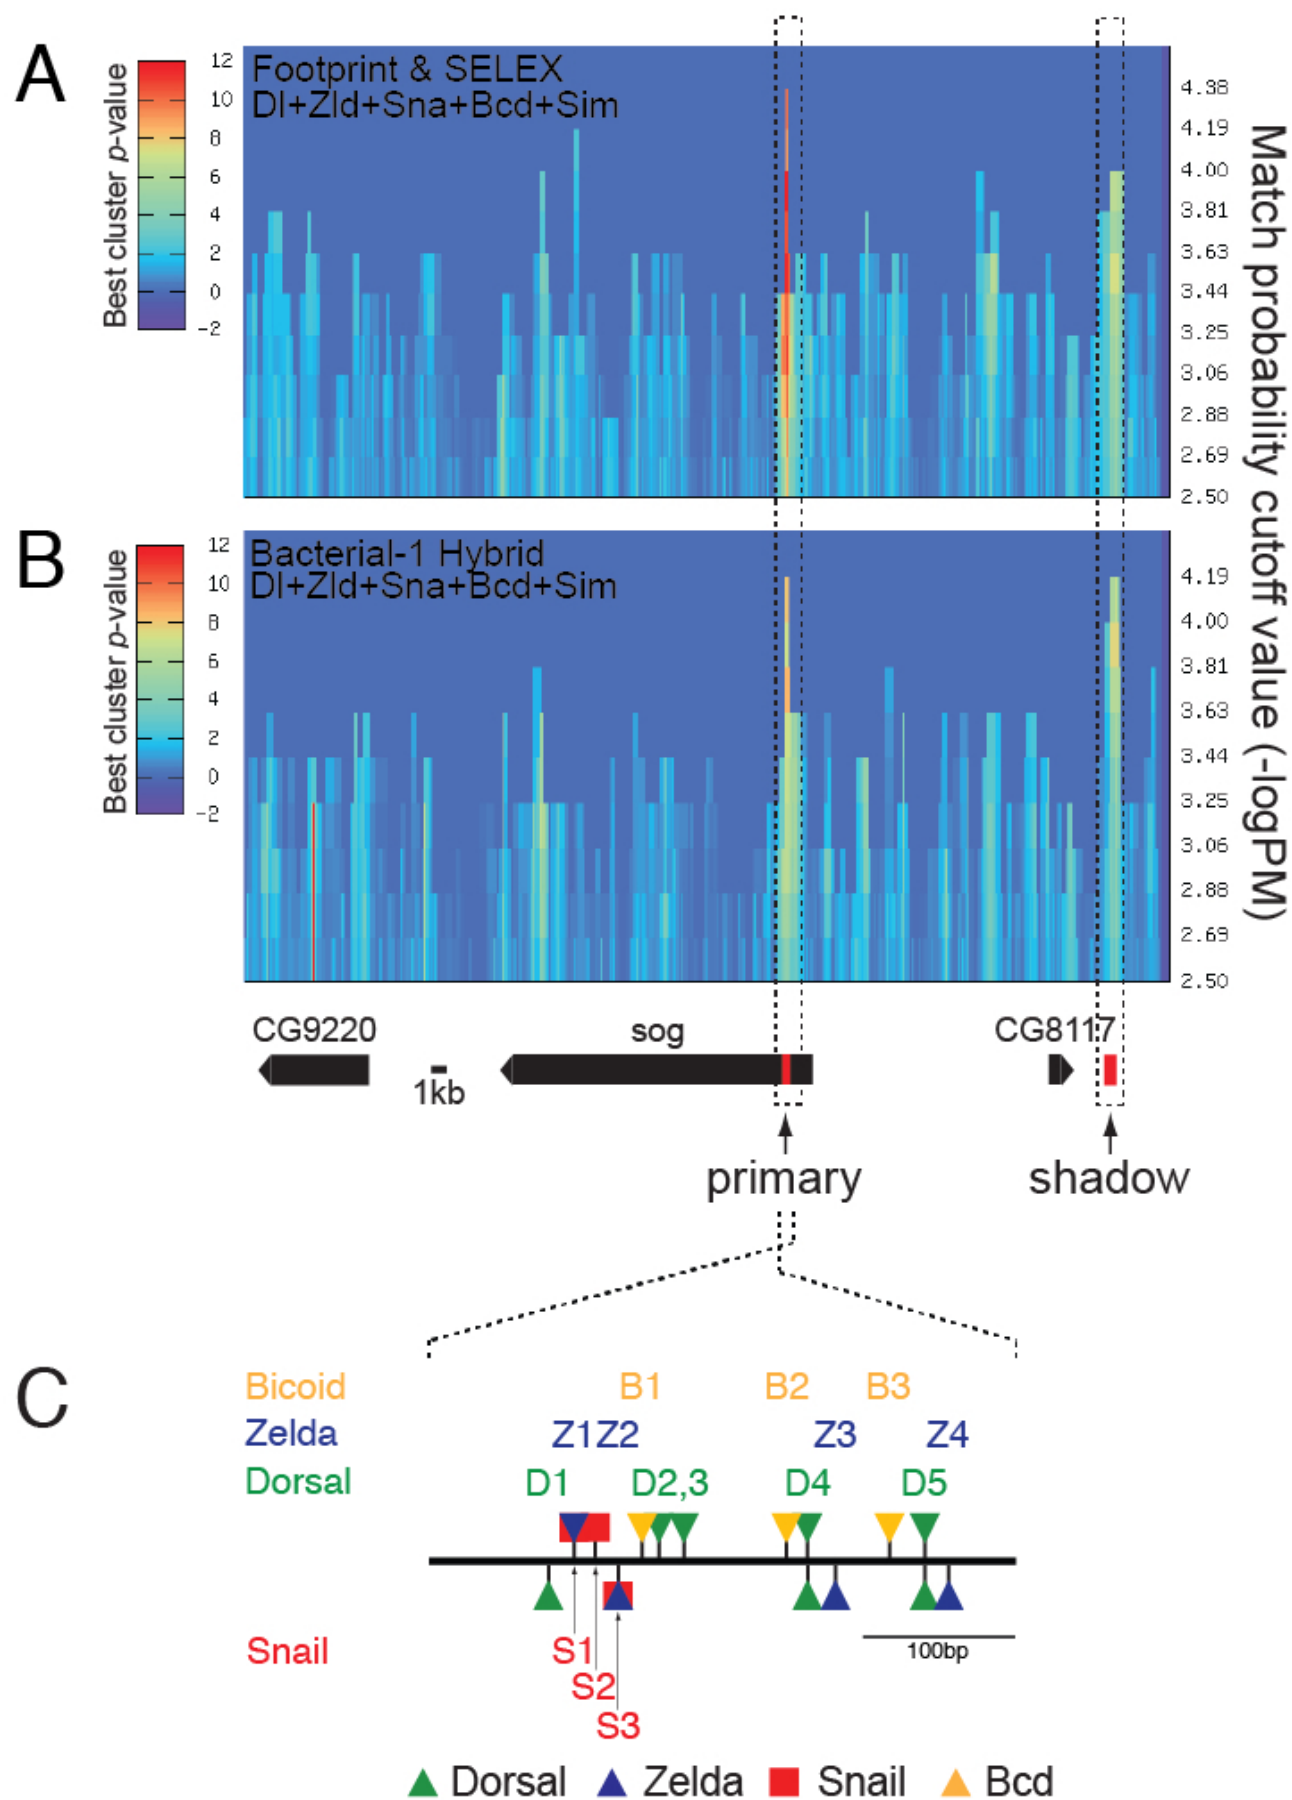 A
Best cluster p-value
12
10
8
6
4
2
0
-2
Footprint & SELEX
Dl+Zld+Sna+Bcd+Sim
4.38
4.19
4.00
3.81
3.63
3.44
3.25
3.06
2.88
2.69
2.50
Match probability cutoff value (-logPM)
B
Best cluster p-value
12
10
8
6
4
2
0
-2
Bacterial-1 Hybrid
Dl+Zld+Sna+Bcd+Sim
4.19
4.00
3.81
3.63
3.44
3.25
3.06
2.88
2.69
2.50
CG9220 sog CG8117
1kb
primary shadow
C
Bicoid B1 B2 B3
Zelda Z1 Z2 Z3 Z4
Dorsal D1 D2,3 D4 D5
100bp
Snail S1
S2
S3
Dorsal Zelda Snail Bcd